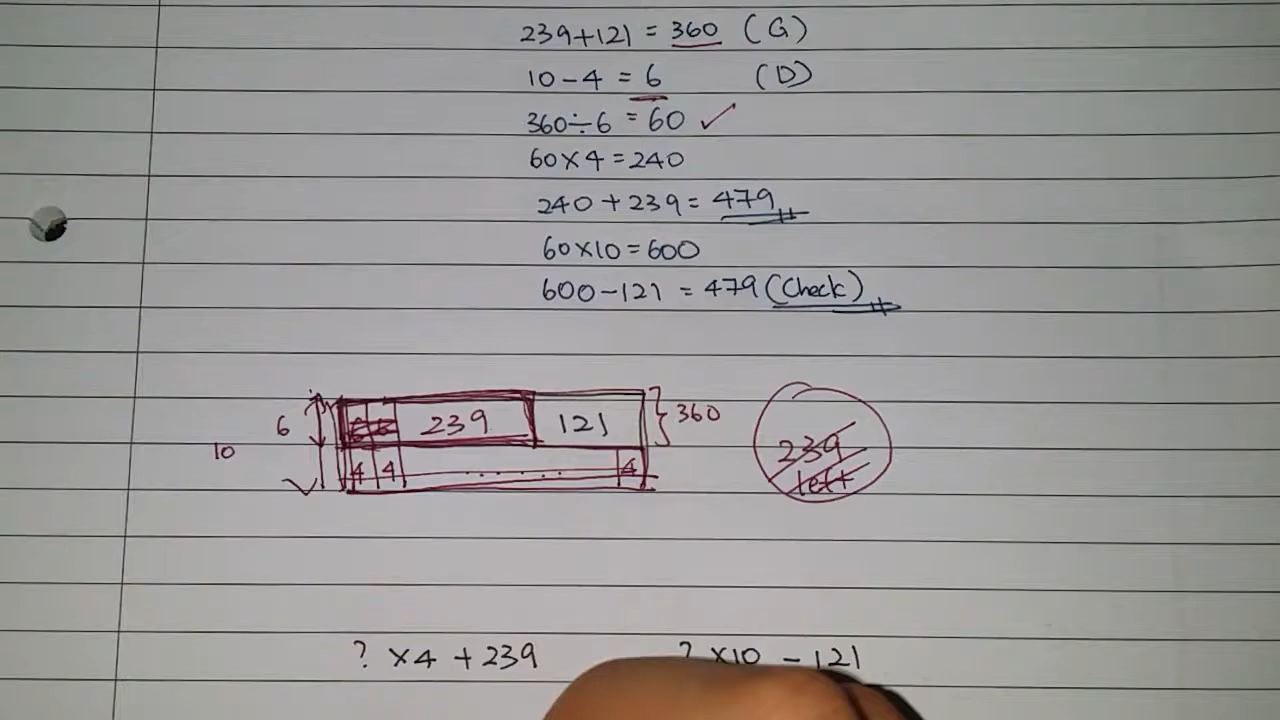 239+121 = 360 (G)
10-4 = 6 (D)
360÷6 = 60 ✓
60×4=240
240+239=479
60×10=600
600-121 = 479 (Check)
6 239 121 360
10
4 4 ...... 4
239
left
? ×4 +239 ? ×10 - 121